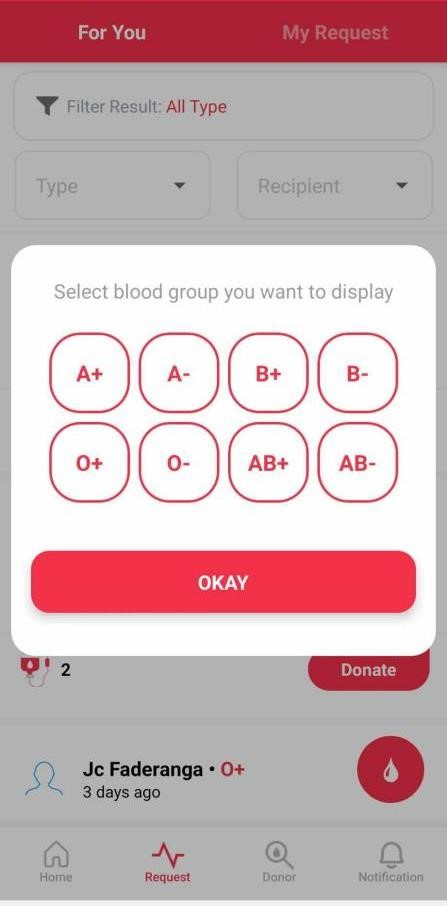 For You My Request
Filter Result: All Type
Type Recipient
Select blood group you want to display
A+ A- B+ B-
O+ O- AB+ AB-
OKAY
2 Donate
Jc Faderanga • O+
3 days ago
Home Request Donor Notification